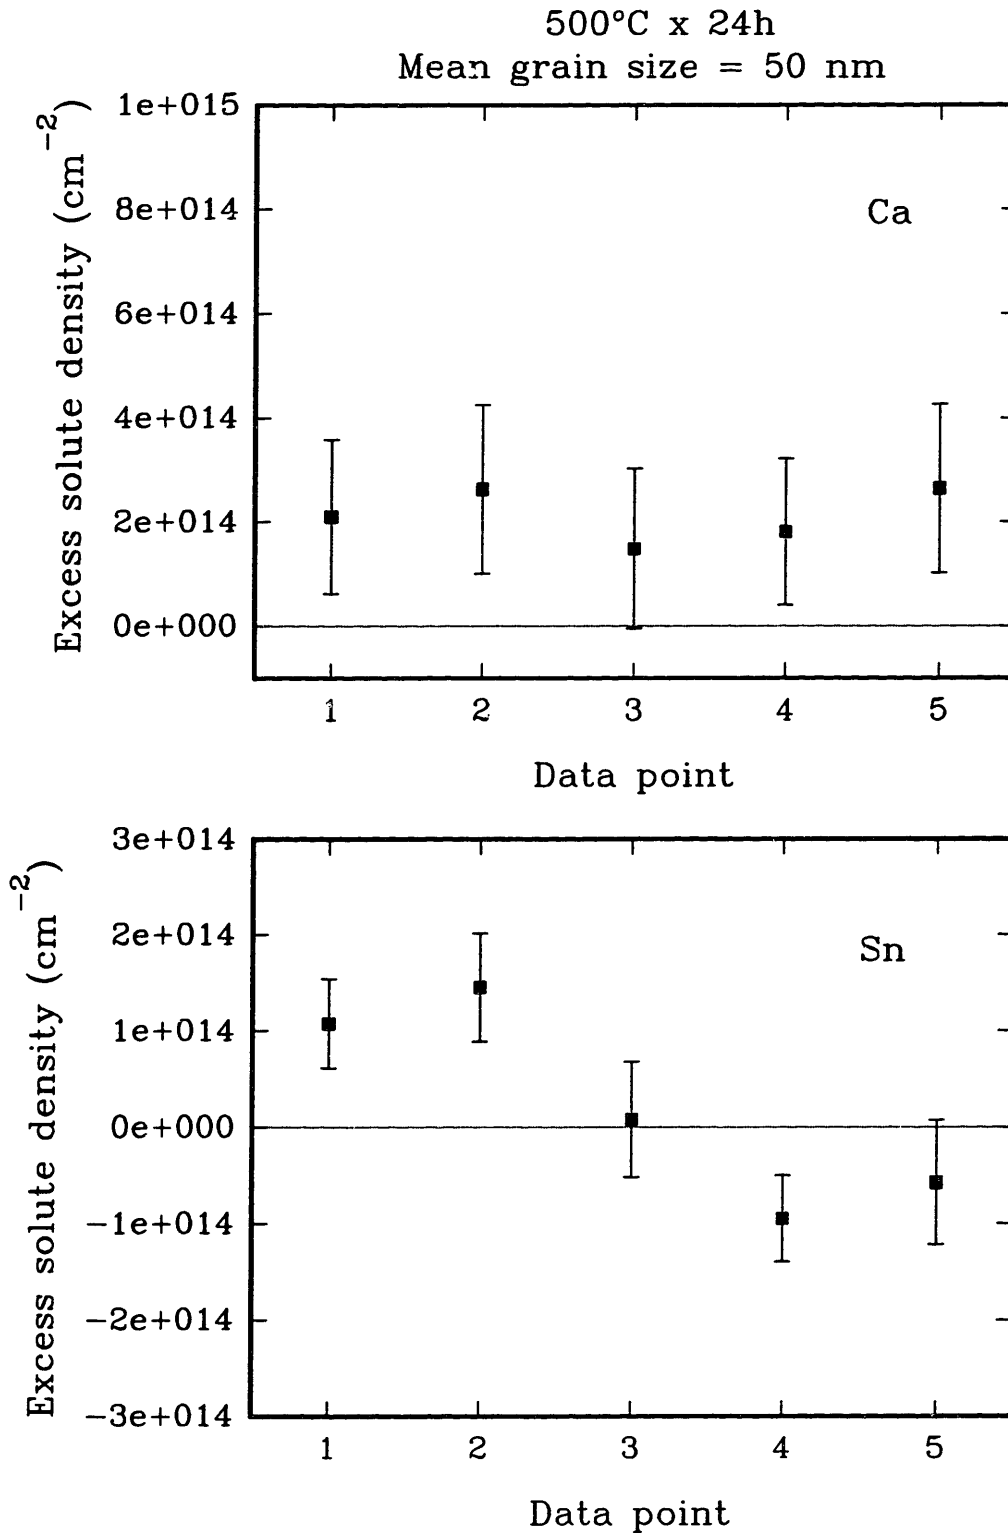 500°C x 24h
Mean grain size = 50 nm
Excess solute density (cm⁻²)
1e+015
8e+014
6e+014
4e+014
2e+014
0e+000
Ca
1 2 3 4 5
Data point
Excess solute density (cm⁻²)
3e+014
2e+014
1e+014
0e+000
−1e+014
−2e+014
−3e+014
Sn
1 2 3 4 5
Data point